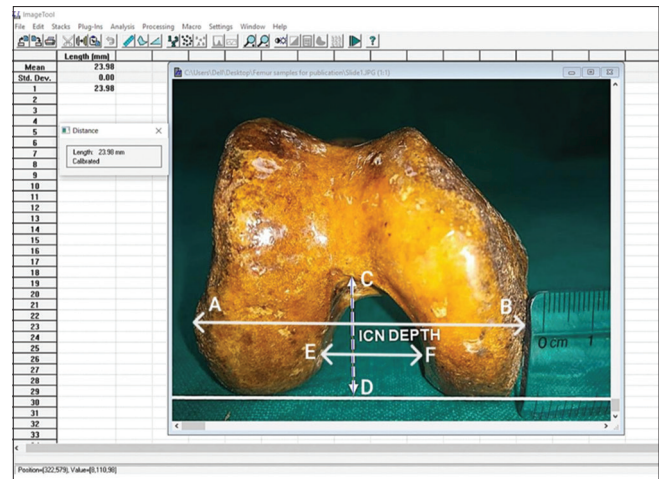 ImageTool
File Edit Stacks Plug-Ins Analysis Processing Macro Settings Window Help
Length [mm]
Mean 23.98
Std. Dev. 0.00
1 23.98
2
3
4
5
6
7
8
9
10
11
12
13
14
15
16
17
18
19
20
21
22
23
24
25
26
27
28
29
30
31
32
33
Distance
Length: 23.98 mm
Calibrated
C:\Users\Dell\Desktop\Femur samples for publication\Slide1.JPG (1:1)
C
A B
ICN DEPTH
E F
D
0 cm 1
Position=(322,579), Value=[0,110,90]